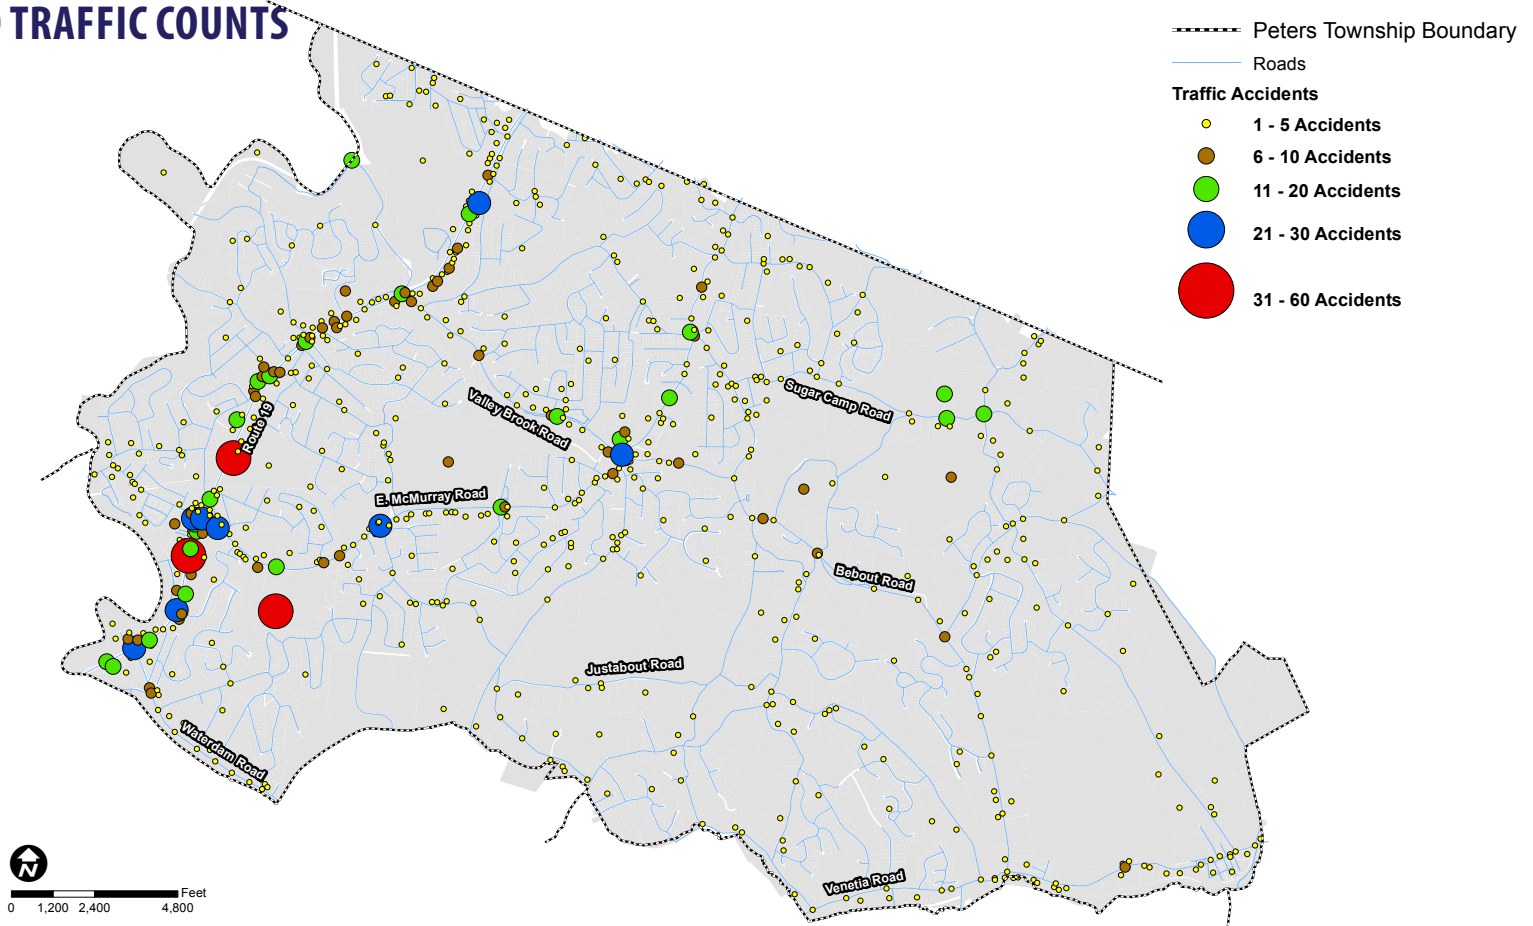 TRAFFIC COUNTS
Peters Township Boundary
Roads
Traffic Accidents
1 - 5 Accidents
6 - 10 Accidents
11 - 20 Accidents
21 - 30 Accidents
31 - 60 Accidents
Sugar Camp Road
Valley Brook Road
Route 19
E. McMurray Road
Bebout Road
Justabout Road
Waterdam Road
Venetia Road
N
Feet
0 1,200 2,400 4,800